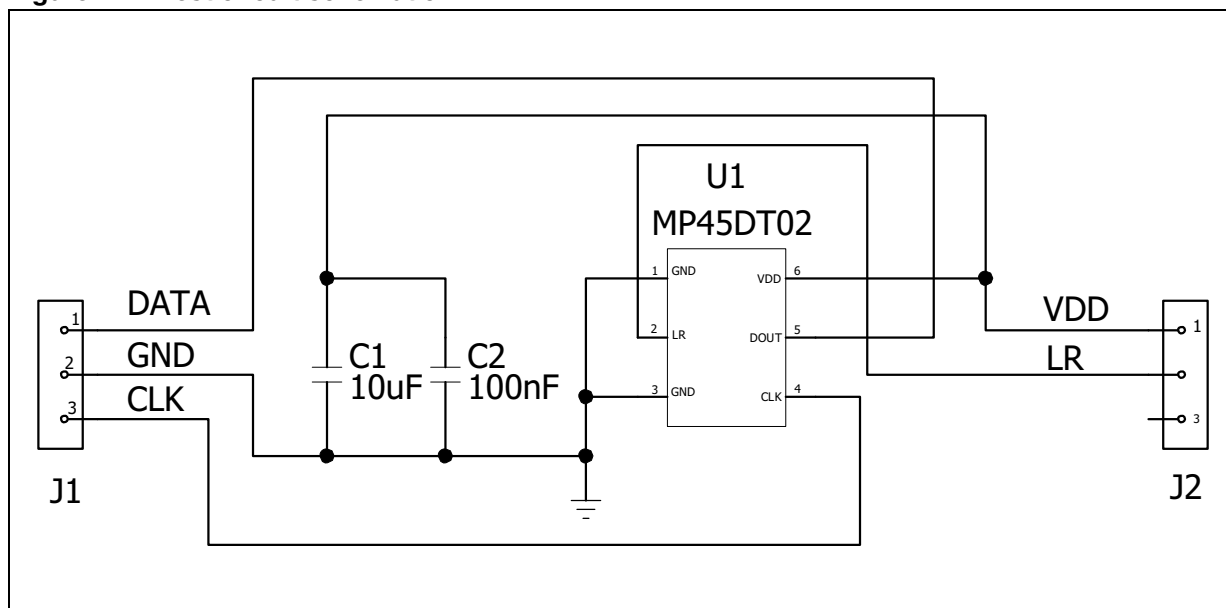 U1
MP45DT02
1 GND
VDD 6
2 LR
DOUT 5
3 GND
CLK 4
1 DATA
2 GND
3 CLK
J1
C1
10uF
C2
100nF
VDD 1
LR
3
J2